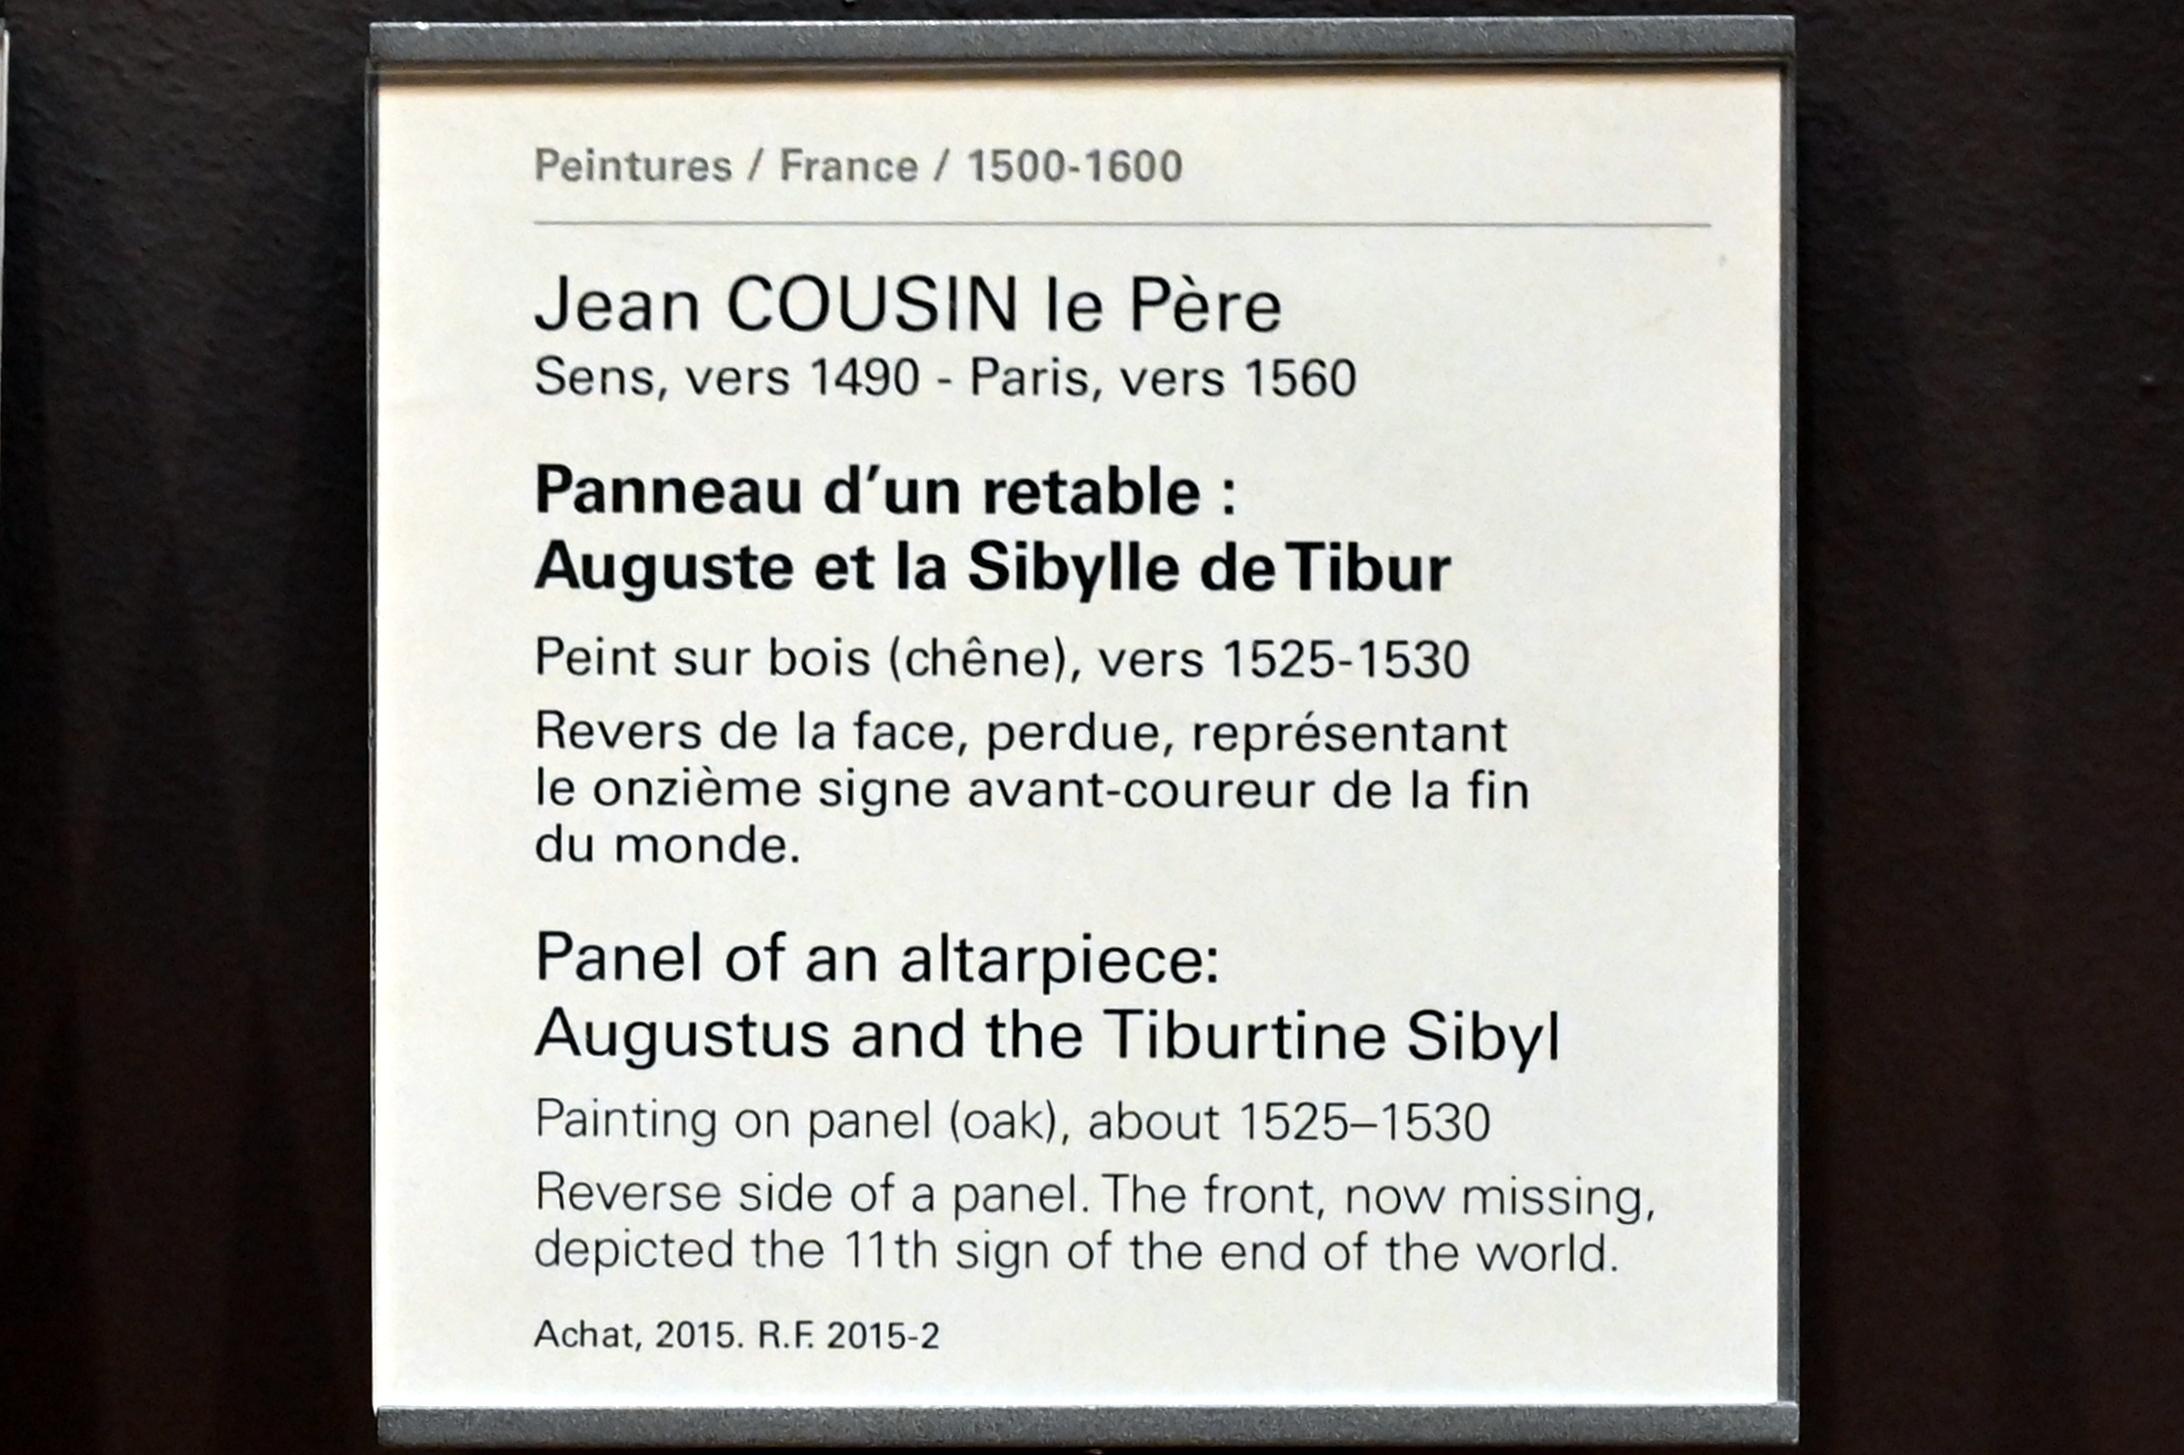 Peintures / France / 1500-1600
Jean COUSIN le Père
Sens, vers 1490 - Paris, vers 1560
Panneau d'un retable :
Auguste et la Sibylle de Tibur
Peint sur bois (chêne), vers 1525-1530
Revers de la face, perdue, représentant
le onzième signe avant-coureur de la fin
du monde.
Panel of an altarpiece:
Augustus and the Tiburtine Sibyl
Painting on panel (oak), about 1525–1530
Reverse side of a panel. The front, now missing,
depicted the 11th sign of the end of the world.
Achat, 2015. R.F. 2015-2